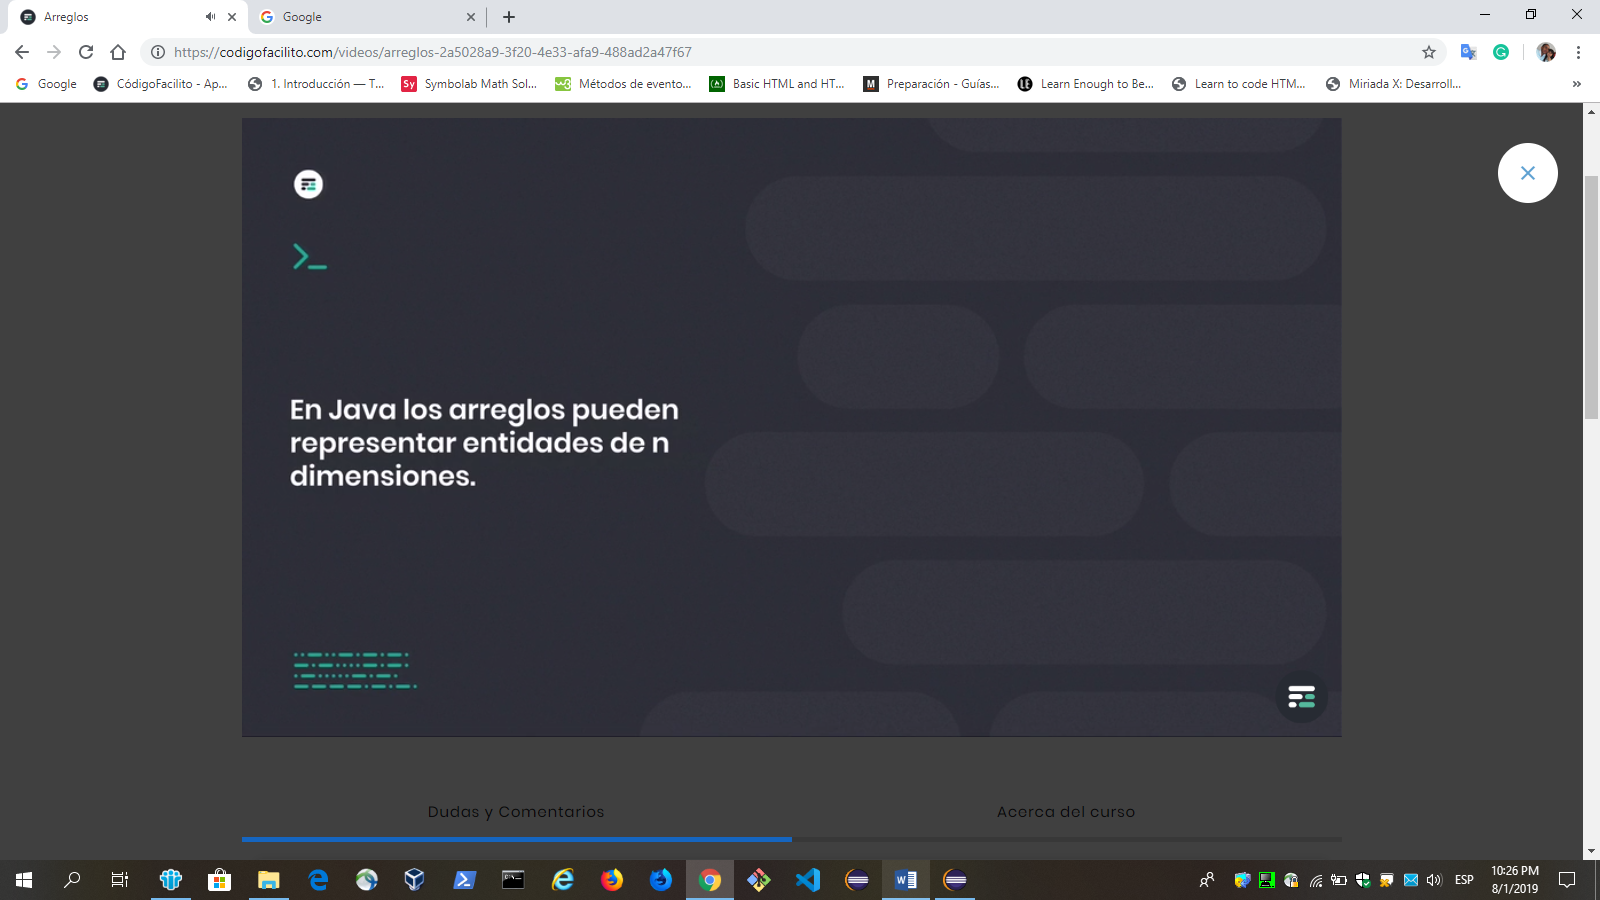 Arreglos
Google
https://codigofacilito.com/videos/arreglos-2a5028a9-3f20-4e33-afa9-488ad2a47f67
Google
CódigoFacilito - Ap...
1. Introducción — T...
Sy
Symbolab Math Sol...
Métodos de evento...
Basic HTML and HT...
M
Preparación - Guías...
LE
Learn Enough to Be...
Learn to code HTM...
Miriada X: Desarroll...
»
En Java los arreglos pueden
representar entidades de n
dimensiones.
Dudas y Comentarios
Acerca del curso
ESP
10:26 PM
8/1/2019